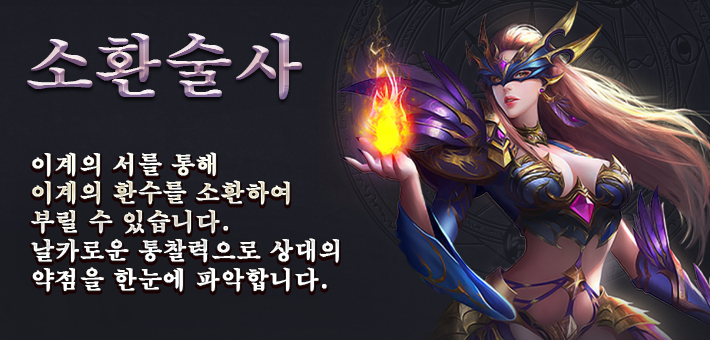 소환술사
이계의 서를 통해
이계의 환수를 소환하여
부릴 수 있습니다.
날카로운 통찰력으로 상대의
약점을 한눈에 파악합니다.